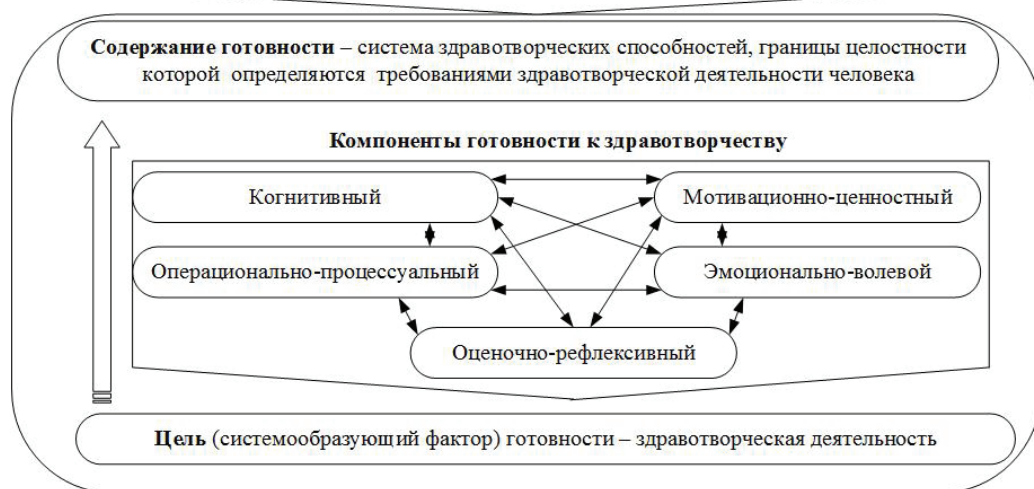 Содержание готовности – система здравотворческих способностей, границы целостности
которой определяются требованиями здравотворческой деятельности человека
Компоненты готовности к здравотворчеству
Когнитивный
Мотивационно-ценностный
Операционально-процессуальный
Эмоционально-волевой
Оценочно-рефлексивный
Цель (системообразующий фактор) готовности – здравотворческая деятельность